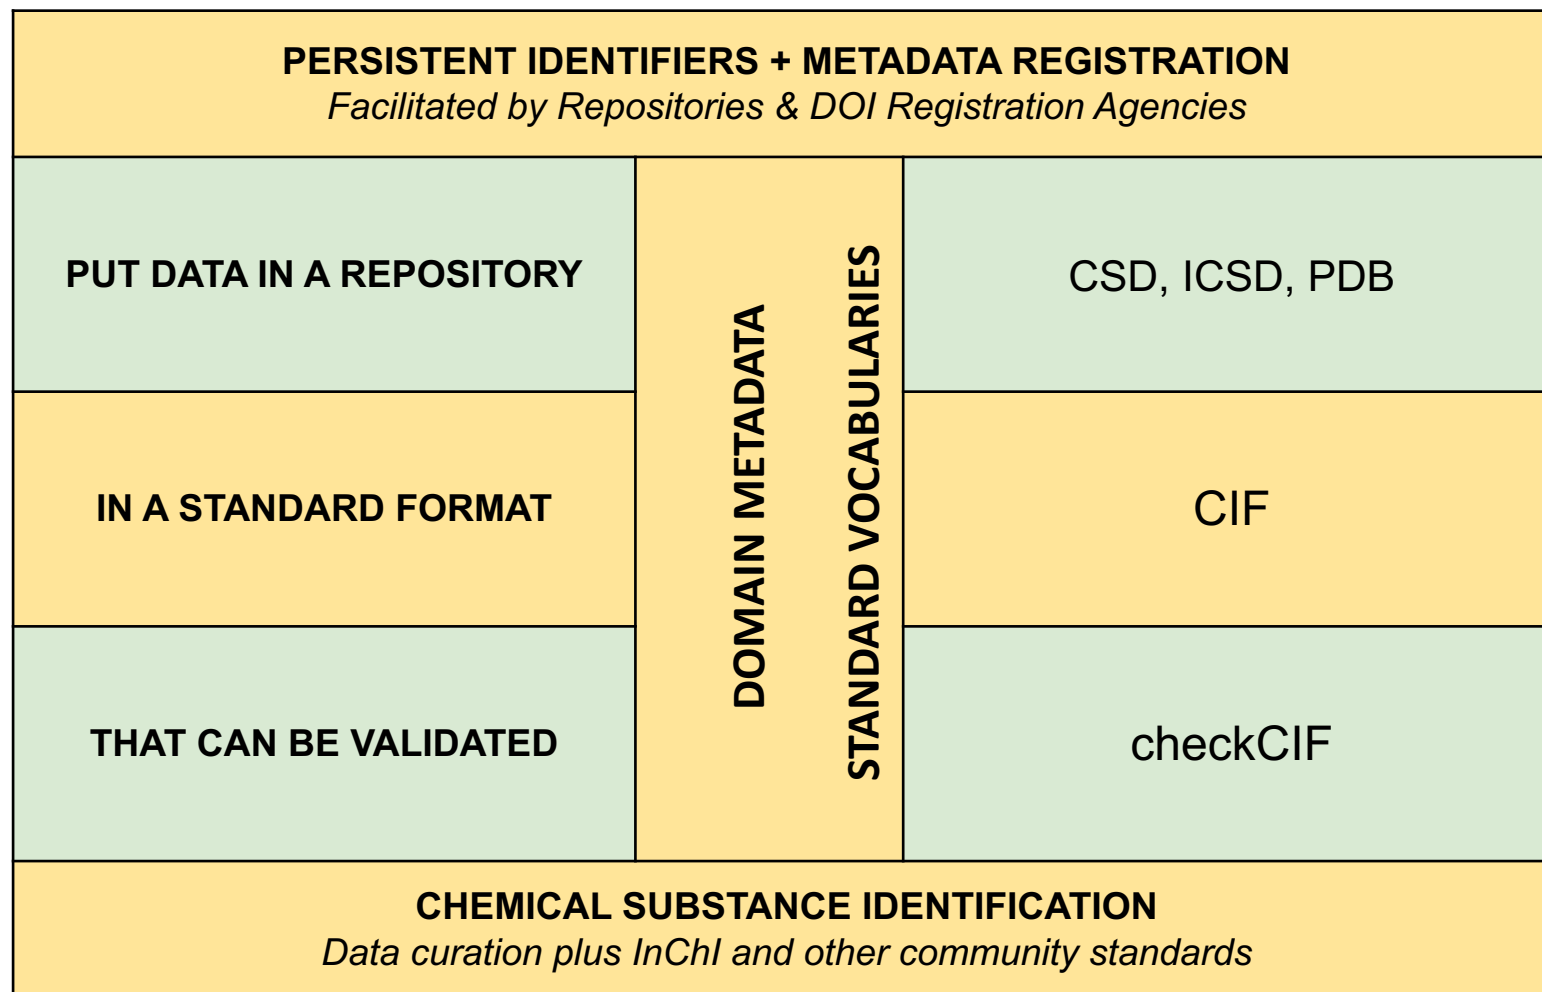 PERSISTENT IDENTIFIERS + METADATA REGISTRATION
Facilitated by Repositories & DOI Registration Agencies
PUT DATA IN A REPOSITORY
DOMAIN METADATA
STANDARD VOCABULARIES
CSD, ICSD, PDB
IN A STANDARD FORMAT
CIF
THAT CAN BE VALIDATED
checkCIF
CHEMICAL SUBSTANCE IDENTIFICATION
Data curation plus InChI and other community standards